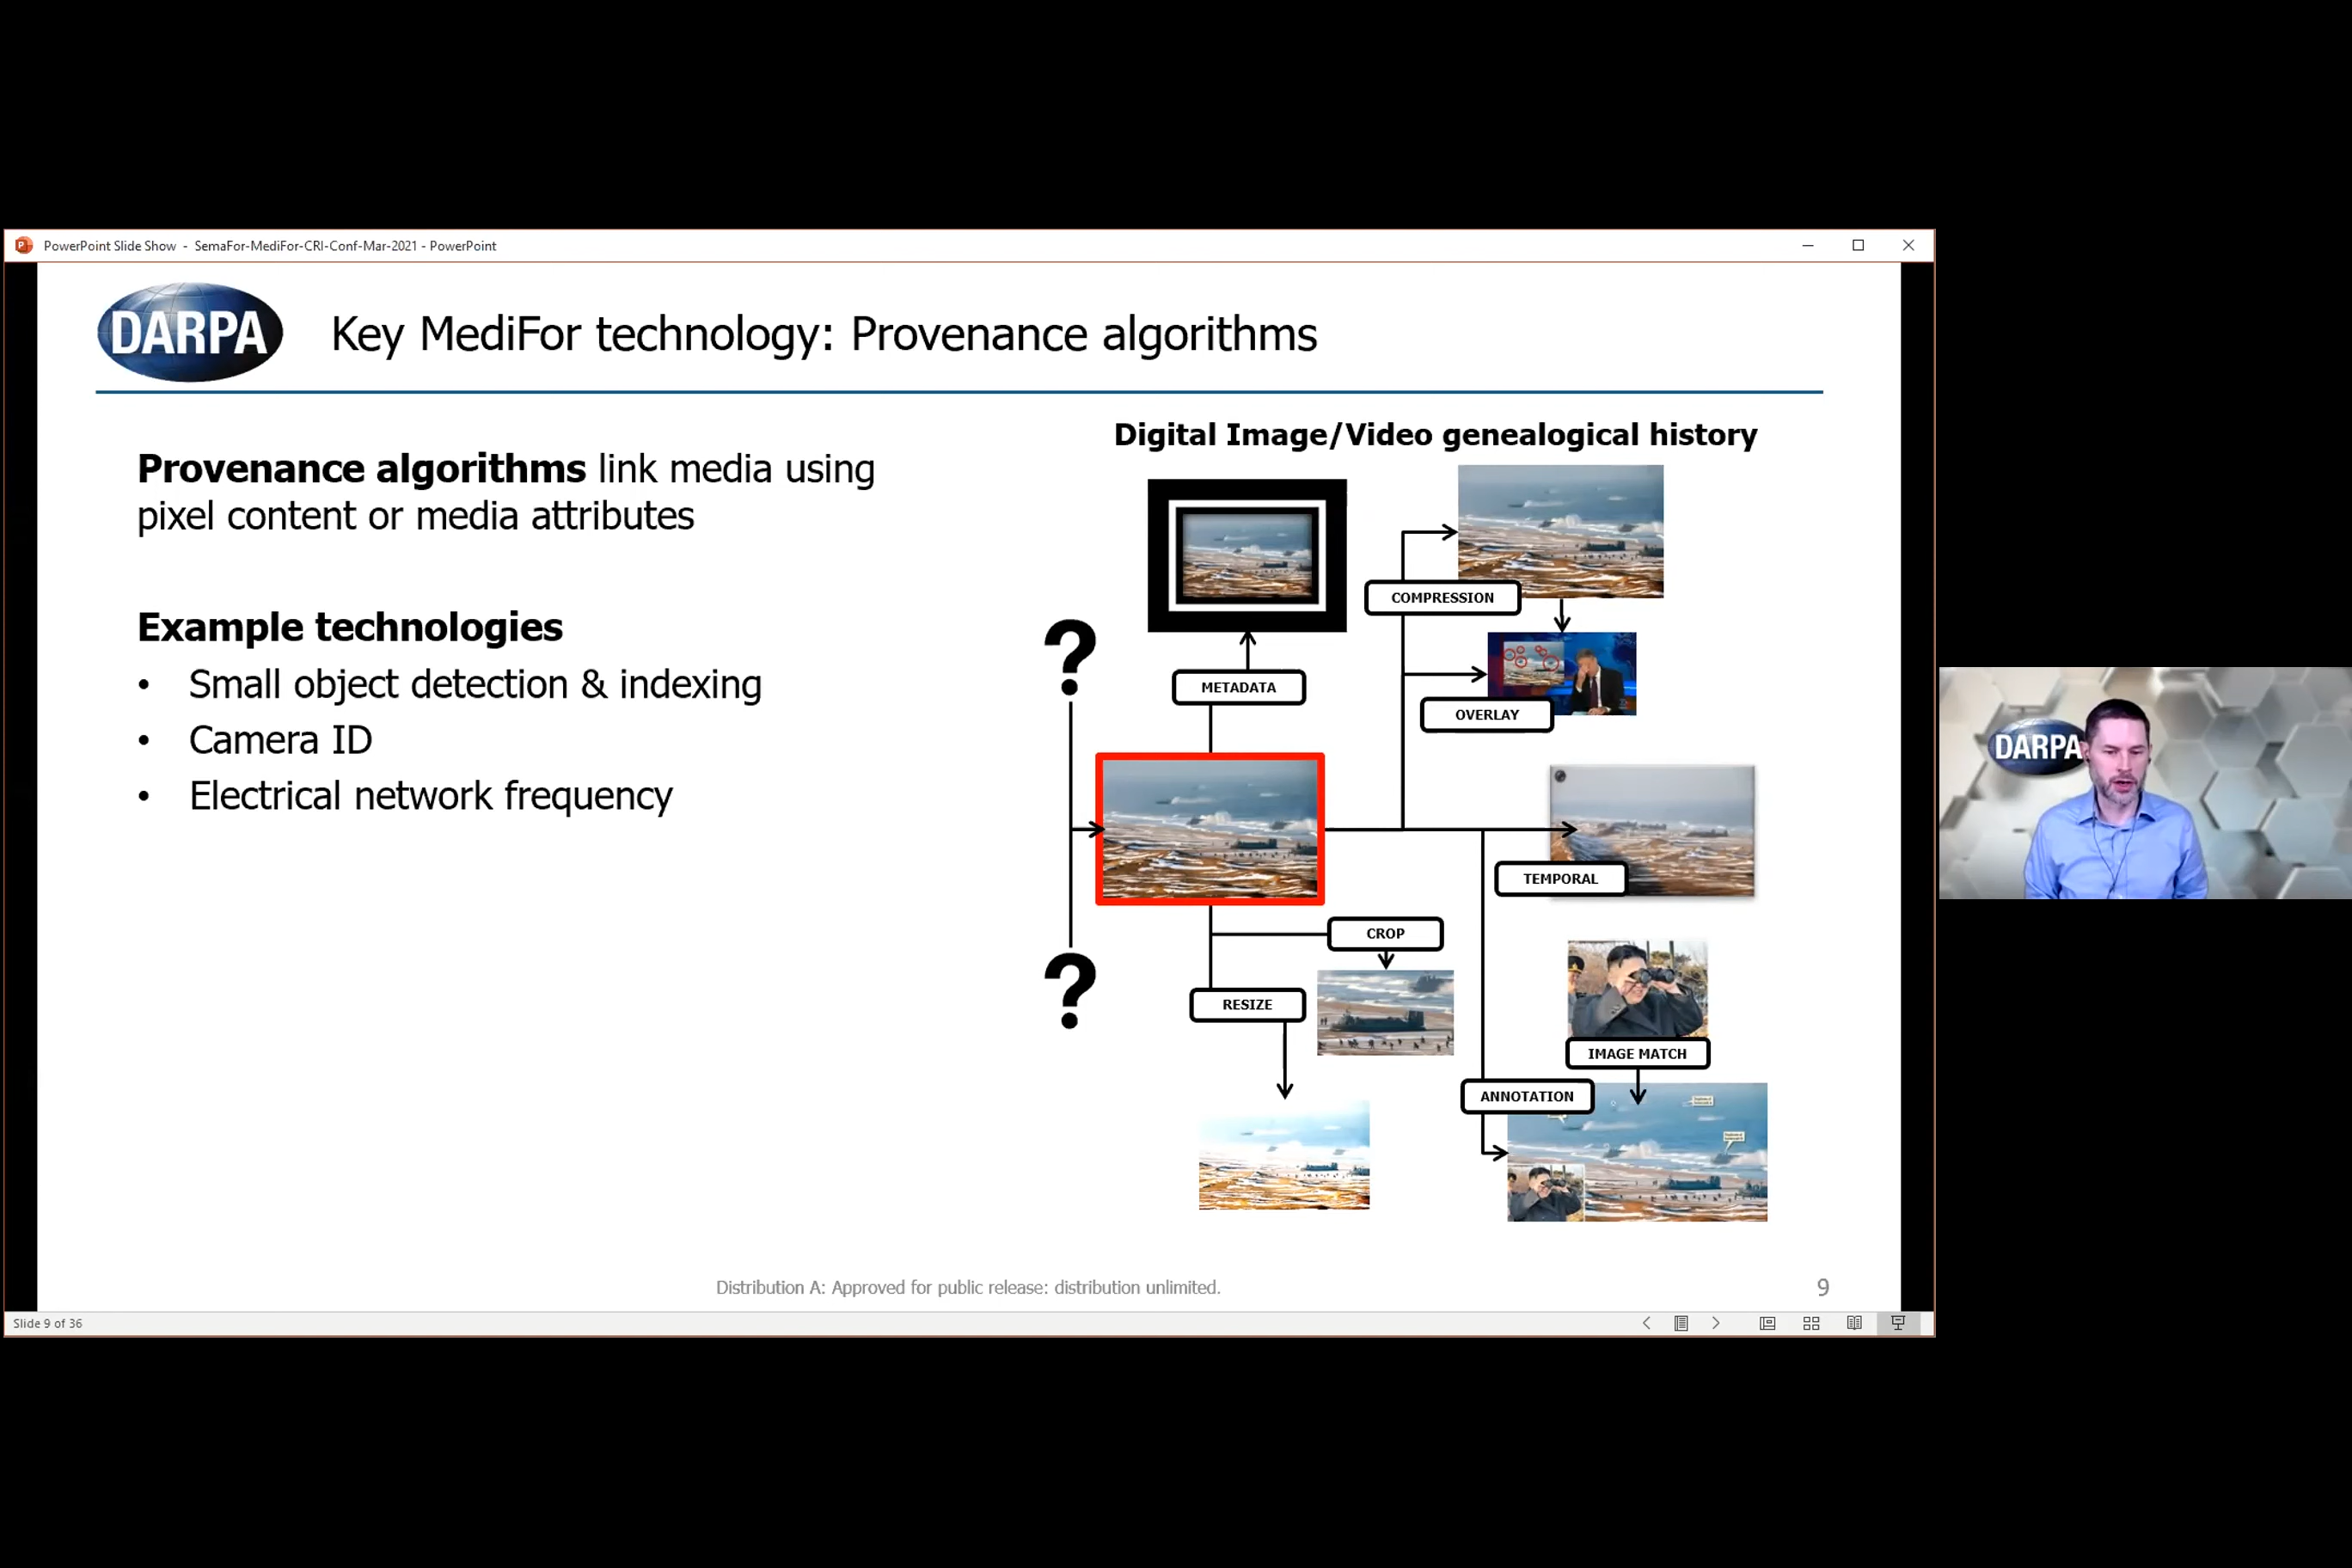 PowerPoint Slide Show - SemaFor-MediFor-CRI-Conf-Mar-2021 - PowerPoint
DARPA
Key MediFor technology: Provenance algorithms
Provenance algorithms link media using
pixel content or media attributes
Example technologies
• Small object detection & indexing
• Camera ID
• Electrical network frequency
Digital Image/Video genealogical history
COMPRESSION
?
METADATA
OVERLAY
TEMPORAL
CROP
?
RESIZE
IMAGE MATCH
ANNOTATION
Distribution A: Approved for public release: distribution unlimited.
9
Slide 9 of 36
DARPA